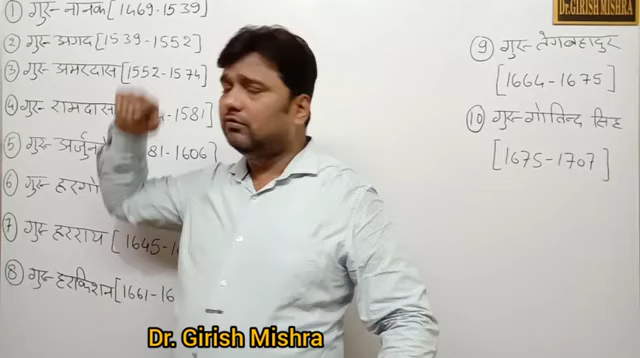 ① गुरु- नानक [1469-1539]
② गुरु- अगद [1539-1552]
③ गुरु- अमरदास [1552-1574]
④ गुरु- रामदास -1581]
⑤ गुरु- अर्जुन 81-1606]
⑥ गुरु- हरगो
⑦ गुरु- हरराय [1645-1
⑧ गुरु- हरकिशन [1661-16
Dr.GIRISH MISHRA
⑨ गुरु- तेगबहादुर
[1664-1675]
⑩ गुरु- गोविन्द सिंह
[1675-1707]
Dr. Girish Mishra